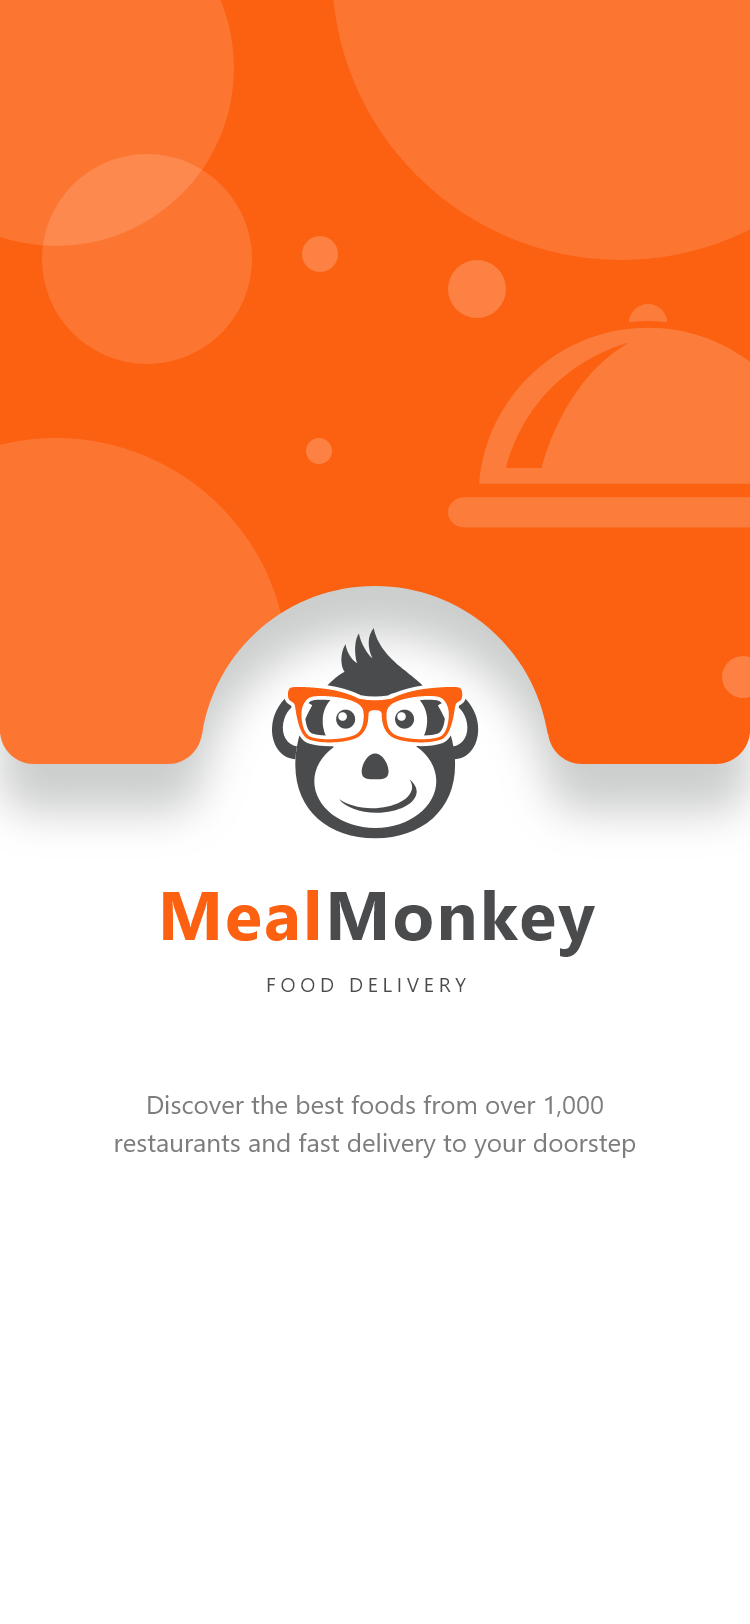 MealMonkey
FOOD DELIVERY
Discover the best foods from over 1,000
restaurants and fast delivery to your doorstep